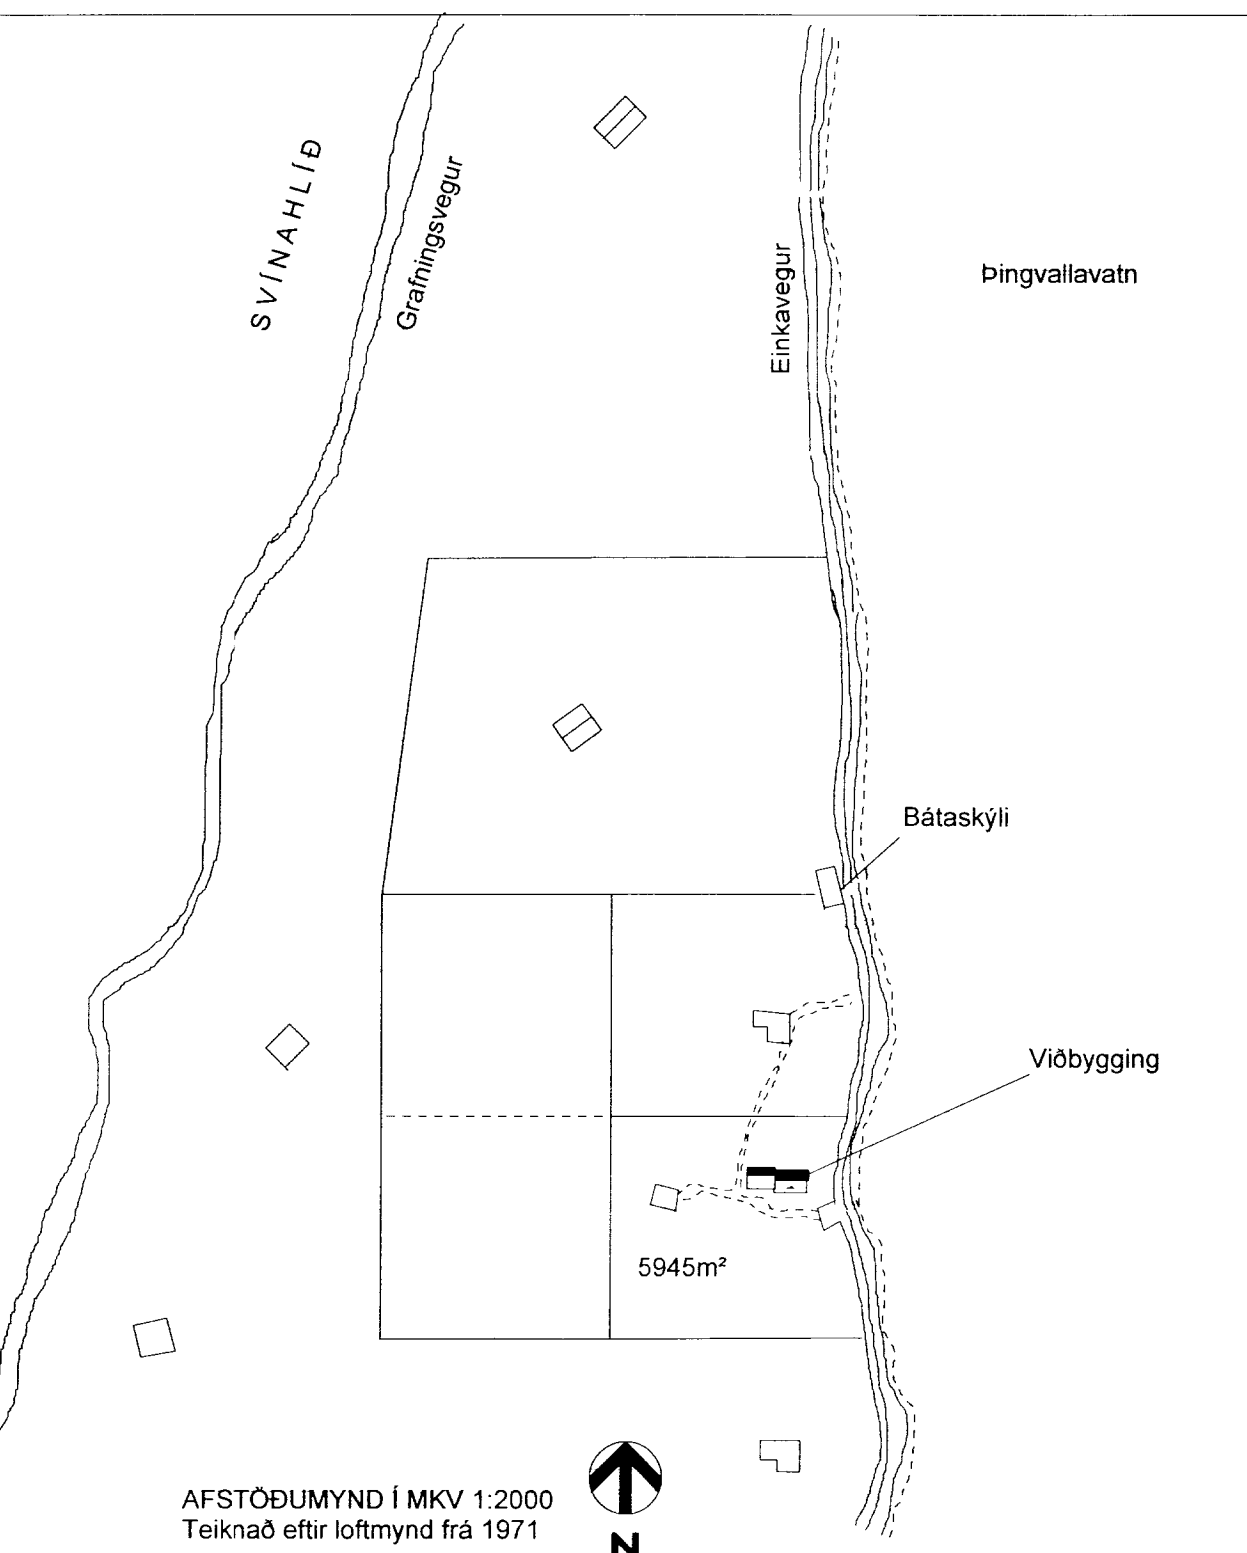 SVÍNAHLÍÐ
Grafningsvegur
Einkavegur
Þingvallavatn
Bátaskýli
Viðbygging
5945m²
AFSTÖÐUMYND Í MKV 1:2000
Teiknað eftir loftmynd frá 1971
N